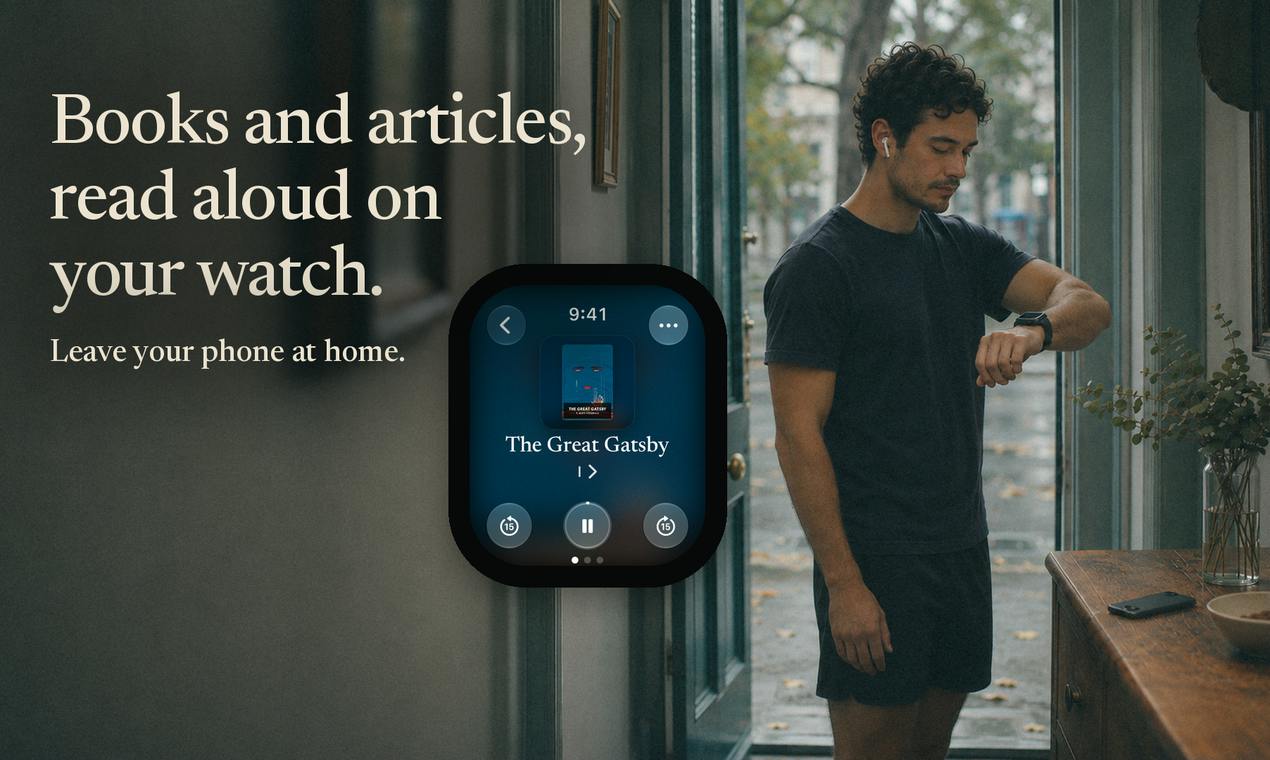 Books and articles,
read aloud on
your watch.
Leave your phone at home.
9:41
THE GREAT GATSBY
The Great Gatsby
I
15
15